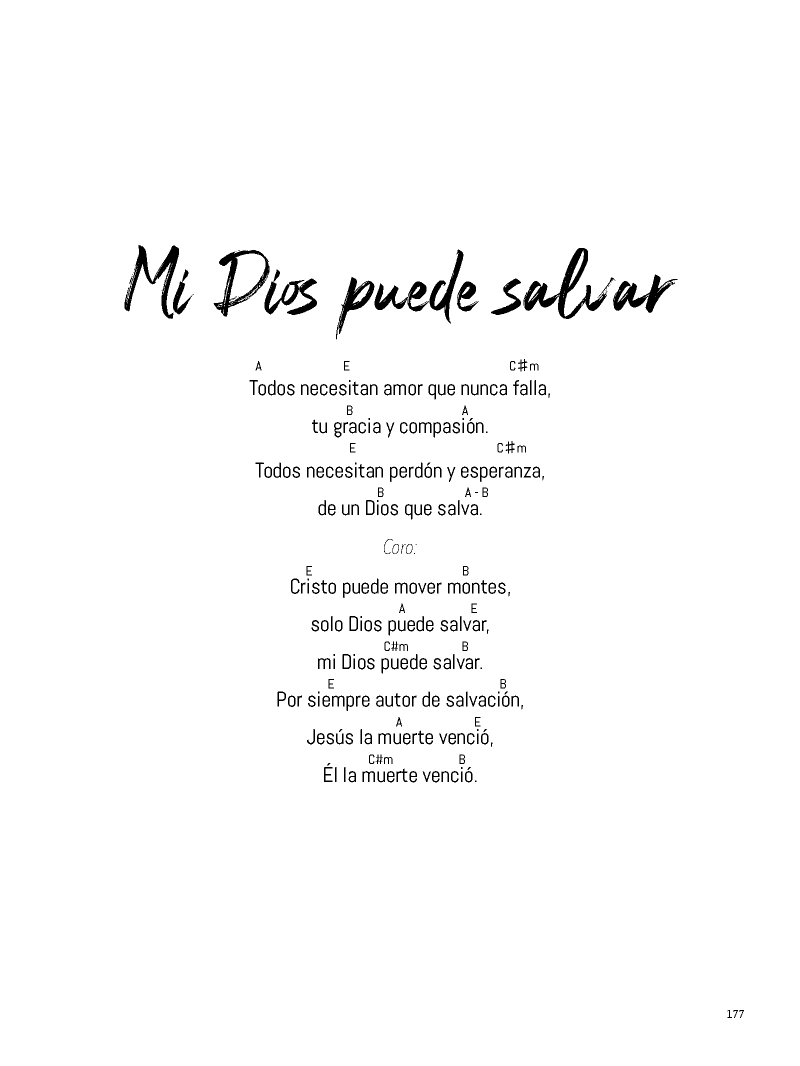 Mi Dios puede salvar
A E C♯m
Todos necesitan amor que nunca falla,
B A
tu gracia y compasión.
E C♯m
Todos necesitan perdón y esperanza,
B A - B
de un Dios que salva.
Coro:
E B
Cristo puede mover montes,
A E
solo Dios puede salvar,
C#m B
mi Dios puede salvar.
E B
Por siempre autor de salvación,
A E
Jesús la muerte venció,
C#m B
Él la muerte venció.
177